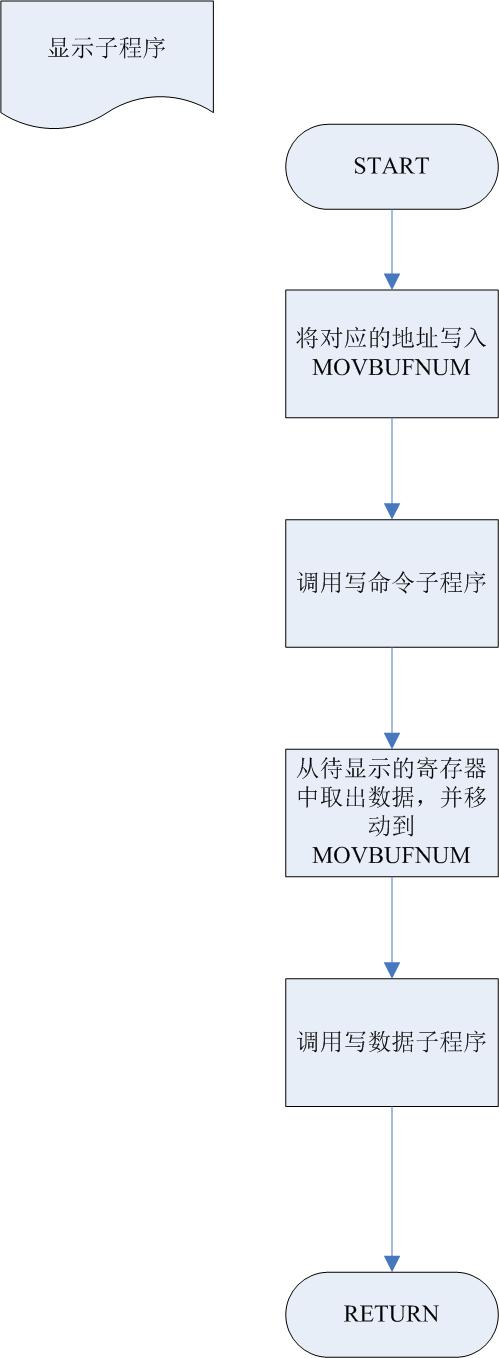 显示子程序
START
将对应的地址写入
MOVBUFNUM
调用写命令子程序
从待显示的寄存器
中取出数据，并移
动到
MOVBUFNUM
调用写数据子程序
RETURN